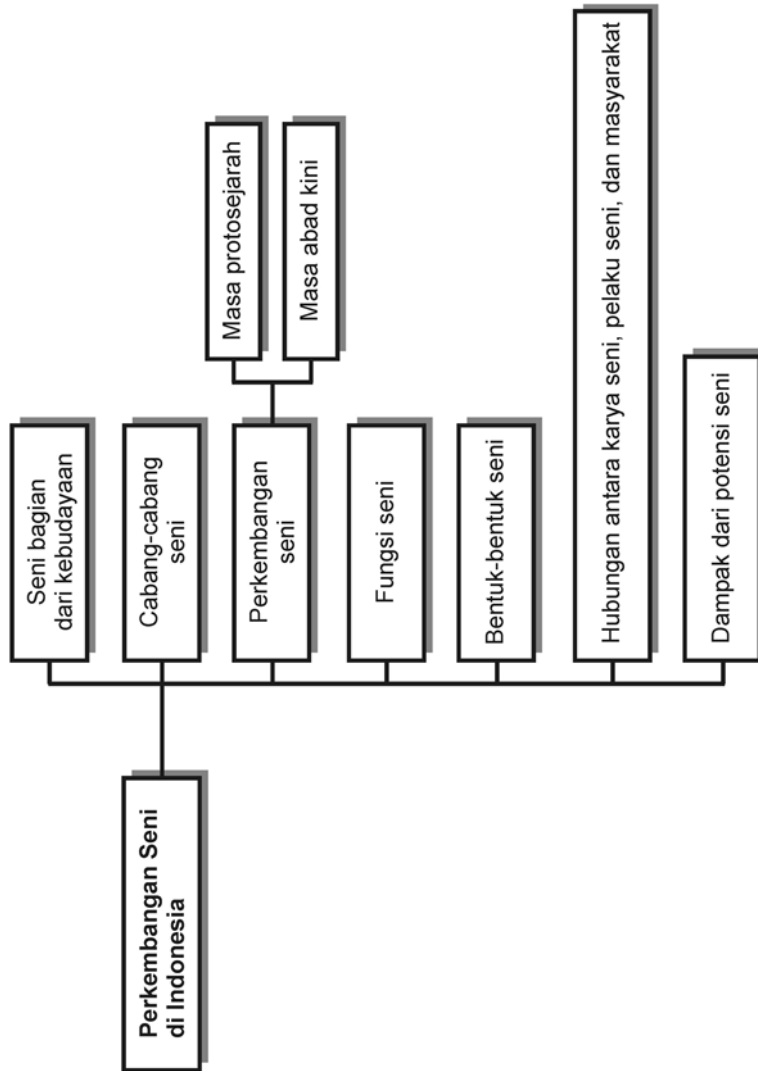 Perkembangan Seni
di Indonesia
Seni bagian
dari kebudayaan
Cabang-cabang
seni
Perkembangan
seni
Masa protosejarah
Masa abad kini
Fungsi seni
Bentuk-bentuk seni
Hubungan antara karya seni, pelaku seni, dan masyarakat
Dampak dari potensi seni